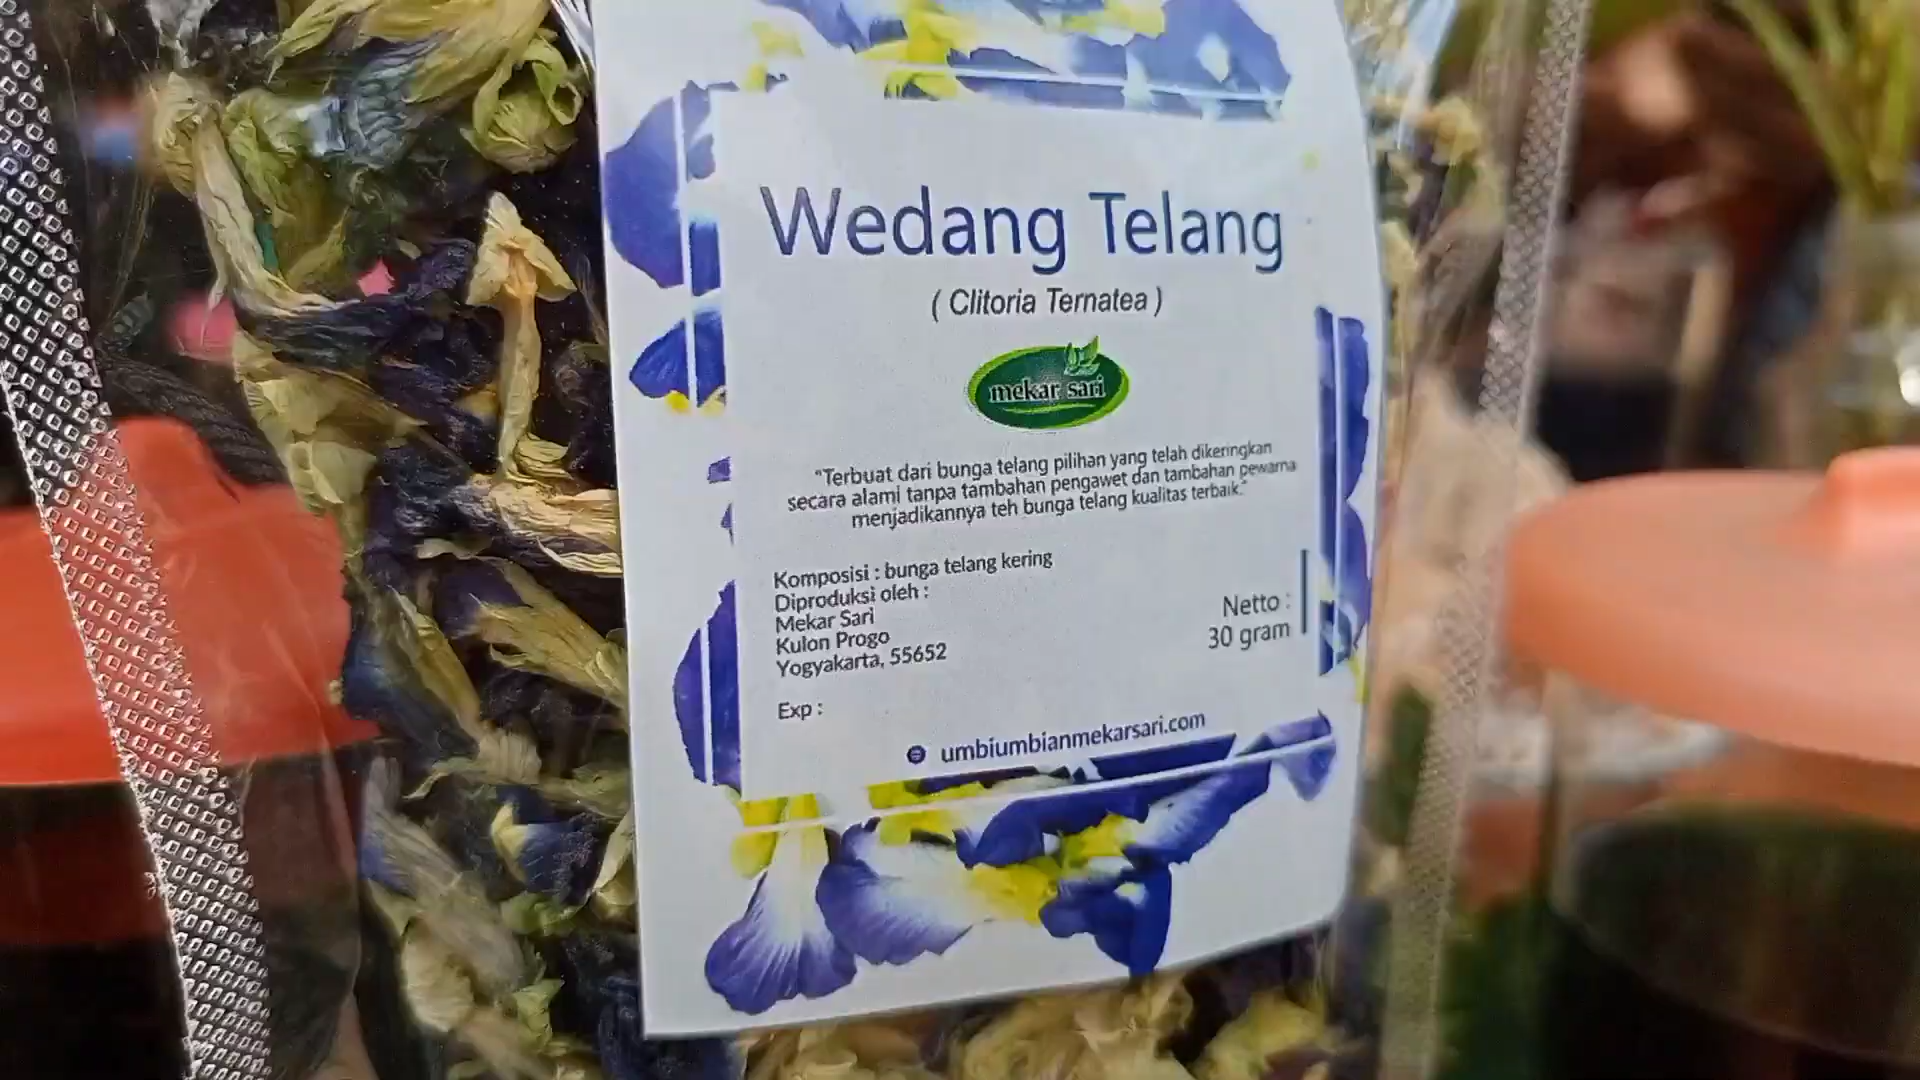 Wedang Telang
( Clitoria Ternatea )
mekar sari
"Terbuat dari bunga telang pilihan yang telah dikeringkan
secara alami tanpa tambahan pengawet dan tambahan pewarna
menjadikannya teh bunga telang kualitas terbaik."
Komposisi : bunga telang kering
Diproduksi oleh :
Mekar Sari
Kulon Progo
Yogyakarta, 55652
Netto :
30 gram
Exp :
umbiumbianmekarsari.com